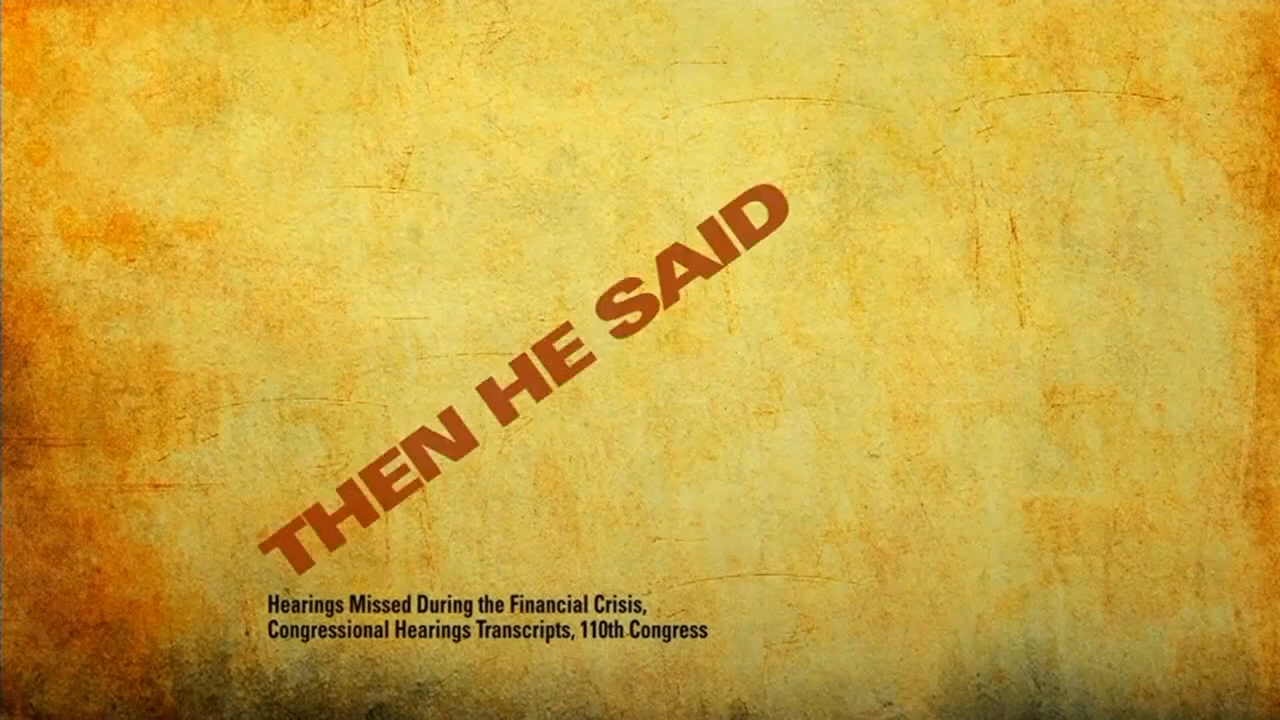 THEN HE SAID
Hearings Missed During the Financial Crisis,
Congressional Hearings Transcripts, 110th Congress